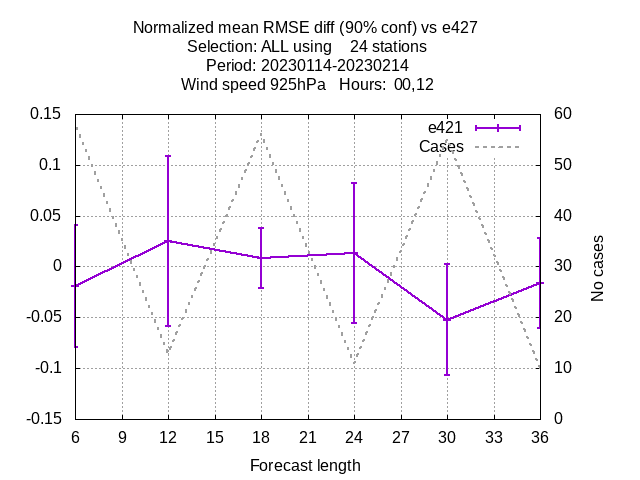 Normalized mean RMSE diff (90% conf) vs e427
Selection: ALL using    24 stations
Period: 20230114-20230214
Wind speed 925hPa   Hours:  00,12
0.15
0.1
0.05
0
-0.05
-0.1
-0.15
60
50
40
30
20
10
0
e421
Cases
No cases
6 9 12 15 18 21 24 27 30 33 36
Forecast length